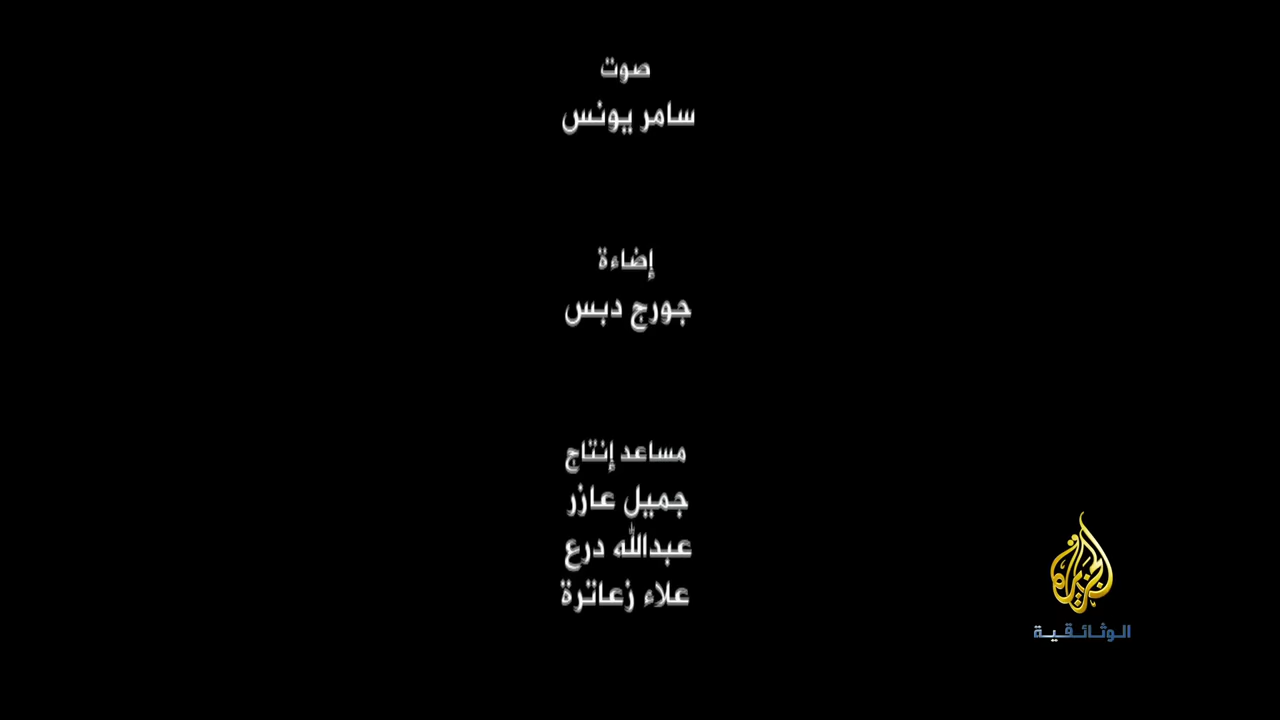 صوت
سامر يونس
إضاءة
جورج دبس
مساعد إنتاج
جميل عازر
عبدالله درع
علاء زعاترة
الجزيرة
الوثائقية